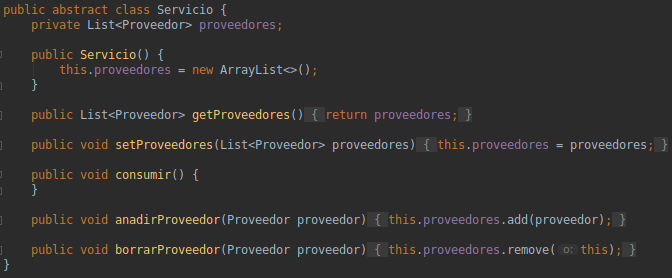 public abstract class Servicio {
    private List<Proveedor> proveedores;
    public Servicio() {
        this.proveedores = new ArrayList<>();
    }
    public List<Proveedor> getProveedores() { return proveedores; }
    public void setProveedores(List<Proveedor> proveedores) { this.proveedores = proveedores; }
    public void consumir() {
    }
    public void anadirProveedor(Proveedor proveedor) { this.proveedores.add(proveedor); }
    public void borrarProveedor(Proveedor proveedor) { this.proveedores.remove( o: this); }
}